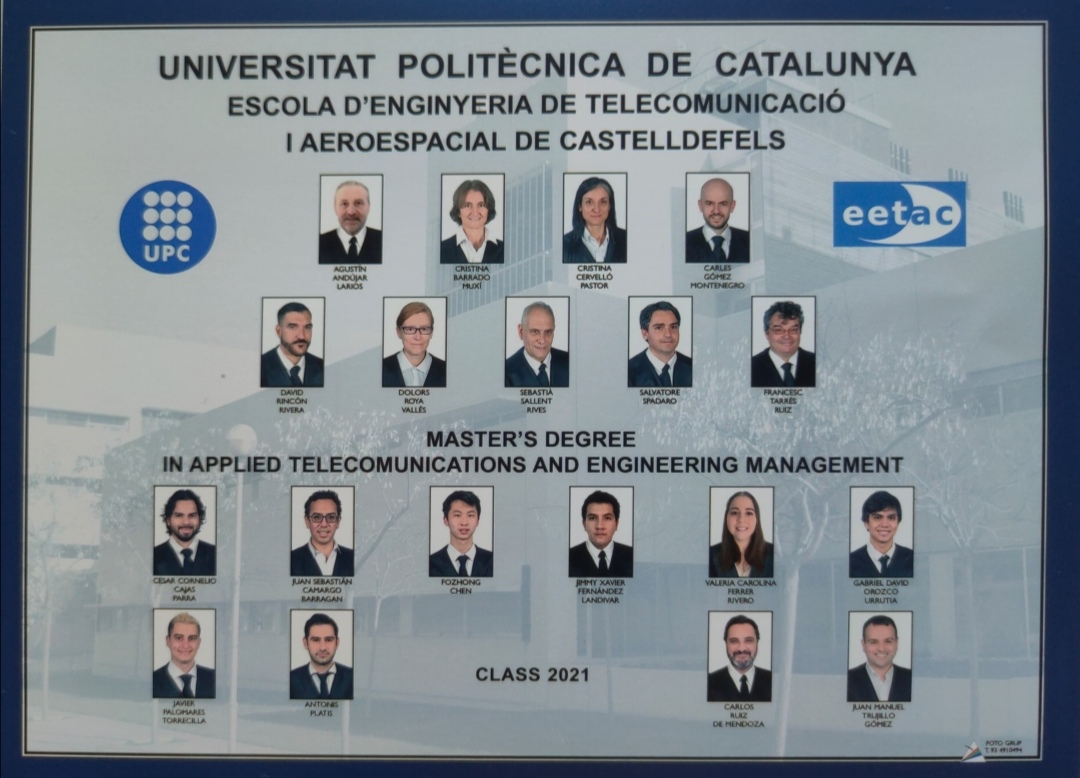 UNIVERSITAT POLITÈCNICA DE CATALUNYA
ESCOLA D'ENGINYERIA DE TELECOMUNICACIÓ
I AEROESPACIAL DE CASTELLDEFELS
UPC
eetac
AGUSTÍN
ANDÚJAR
LARIOS
CRISTINA
BARRADO
MUXÍ
CRISTINA
CERVELLÓ
PASTOR
CARLES
GÓMEZ
MONTENEGRO
DAVID
RINCÓN
RIVERA
DOLORS
ROYA
VALLÉS
SEBASTIÀ
SALLENT
RIVES
SALVATORE
SPADARO
FRANCESC
TARRÉS
RUIZ
MASTER'S DEGREE
IN APPLIED TELECOMUNICATIONS AND ENGINEERING MANAGEMENT
CESAR CORNELIO
CAJAS
PARRA
JUAN SEBASTIÁN
CAMARGO
BARRAGAN
FOZHONG
CHEN
JIMMY XAVIER
FERNÁNDEZ
LANDIVAR
VALERIA CAROLINA
FERRER
RIVERO
GABRIEL DAVID
OROZCO
URRUTIA
JAVIER
PALOMARES
TORRECILLA
ANTONIS
PLATIS
CLASS 2021
CARLOS
RUIZ
DE MENDOZA
JUAN MANUEL
TRUJILLO
GÓMEZ
FOTO GRUP
T. 93 4910494